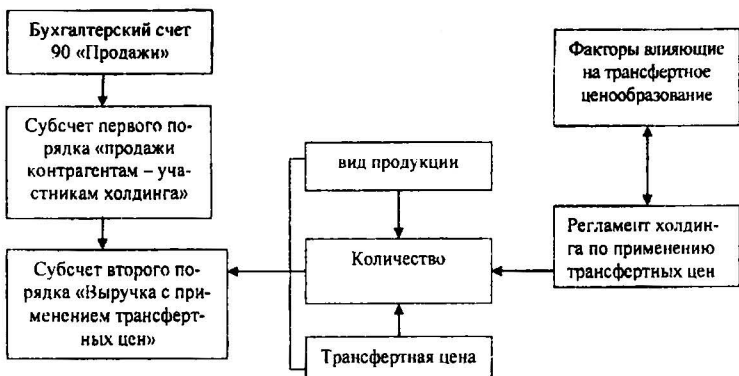 Бухгалтерский счет
90 «Продажи»
Субсчет первого по-
рядка «продажи
контрагентам – уча-
стникам холдинга»
Субсчет второго по-
рядка «Выручка с при-
менением трансферт-
ных цен»
вид продукции
Количество
Трансфертная цена
Факторы влияющие
на трансфертное
ценообразование
Регламент холдин-
га по применению
трансфертных цен